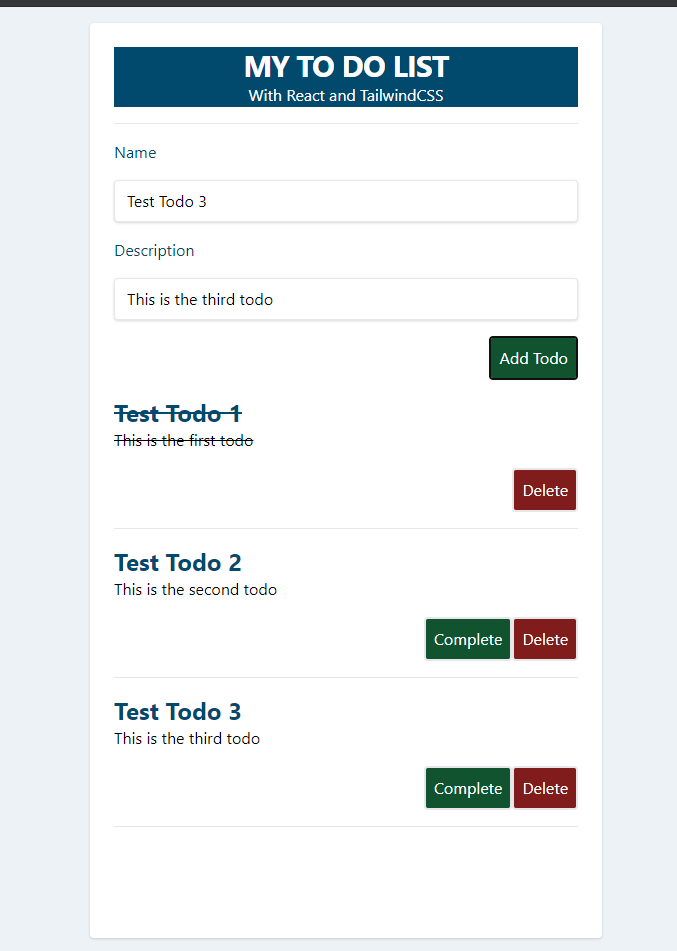 MY TO DO LIST
With React and TailwindCSS
Name
Test Todo 3
Description
This is the third todo
Add Todo
Test Todo 1
This is the first todo
Delete
Test Todo 2
This is the second todo
Complete Delete
Test Todo 3
This is the third todo
Complete Delete